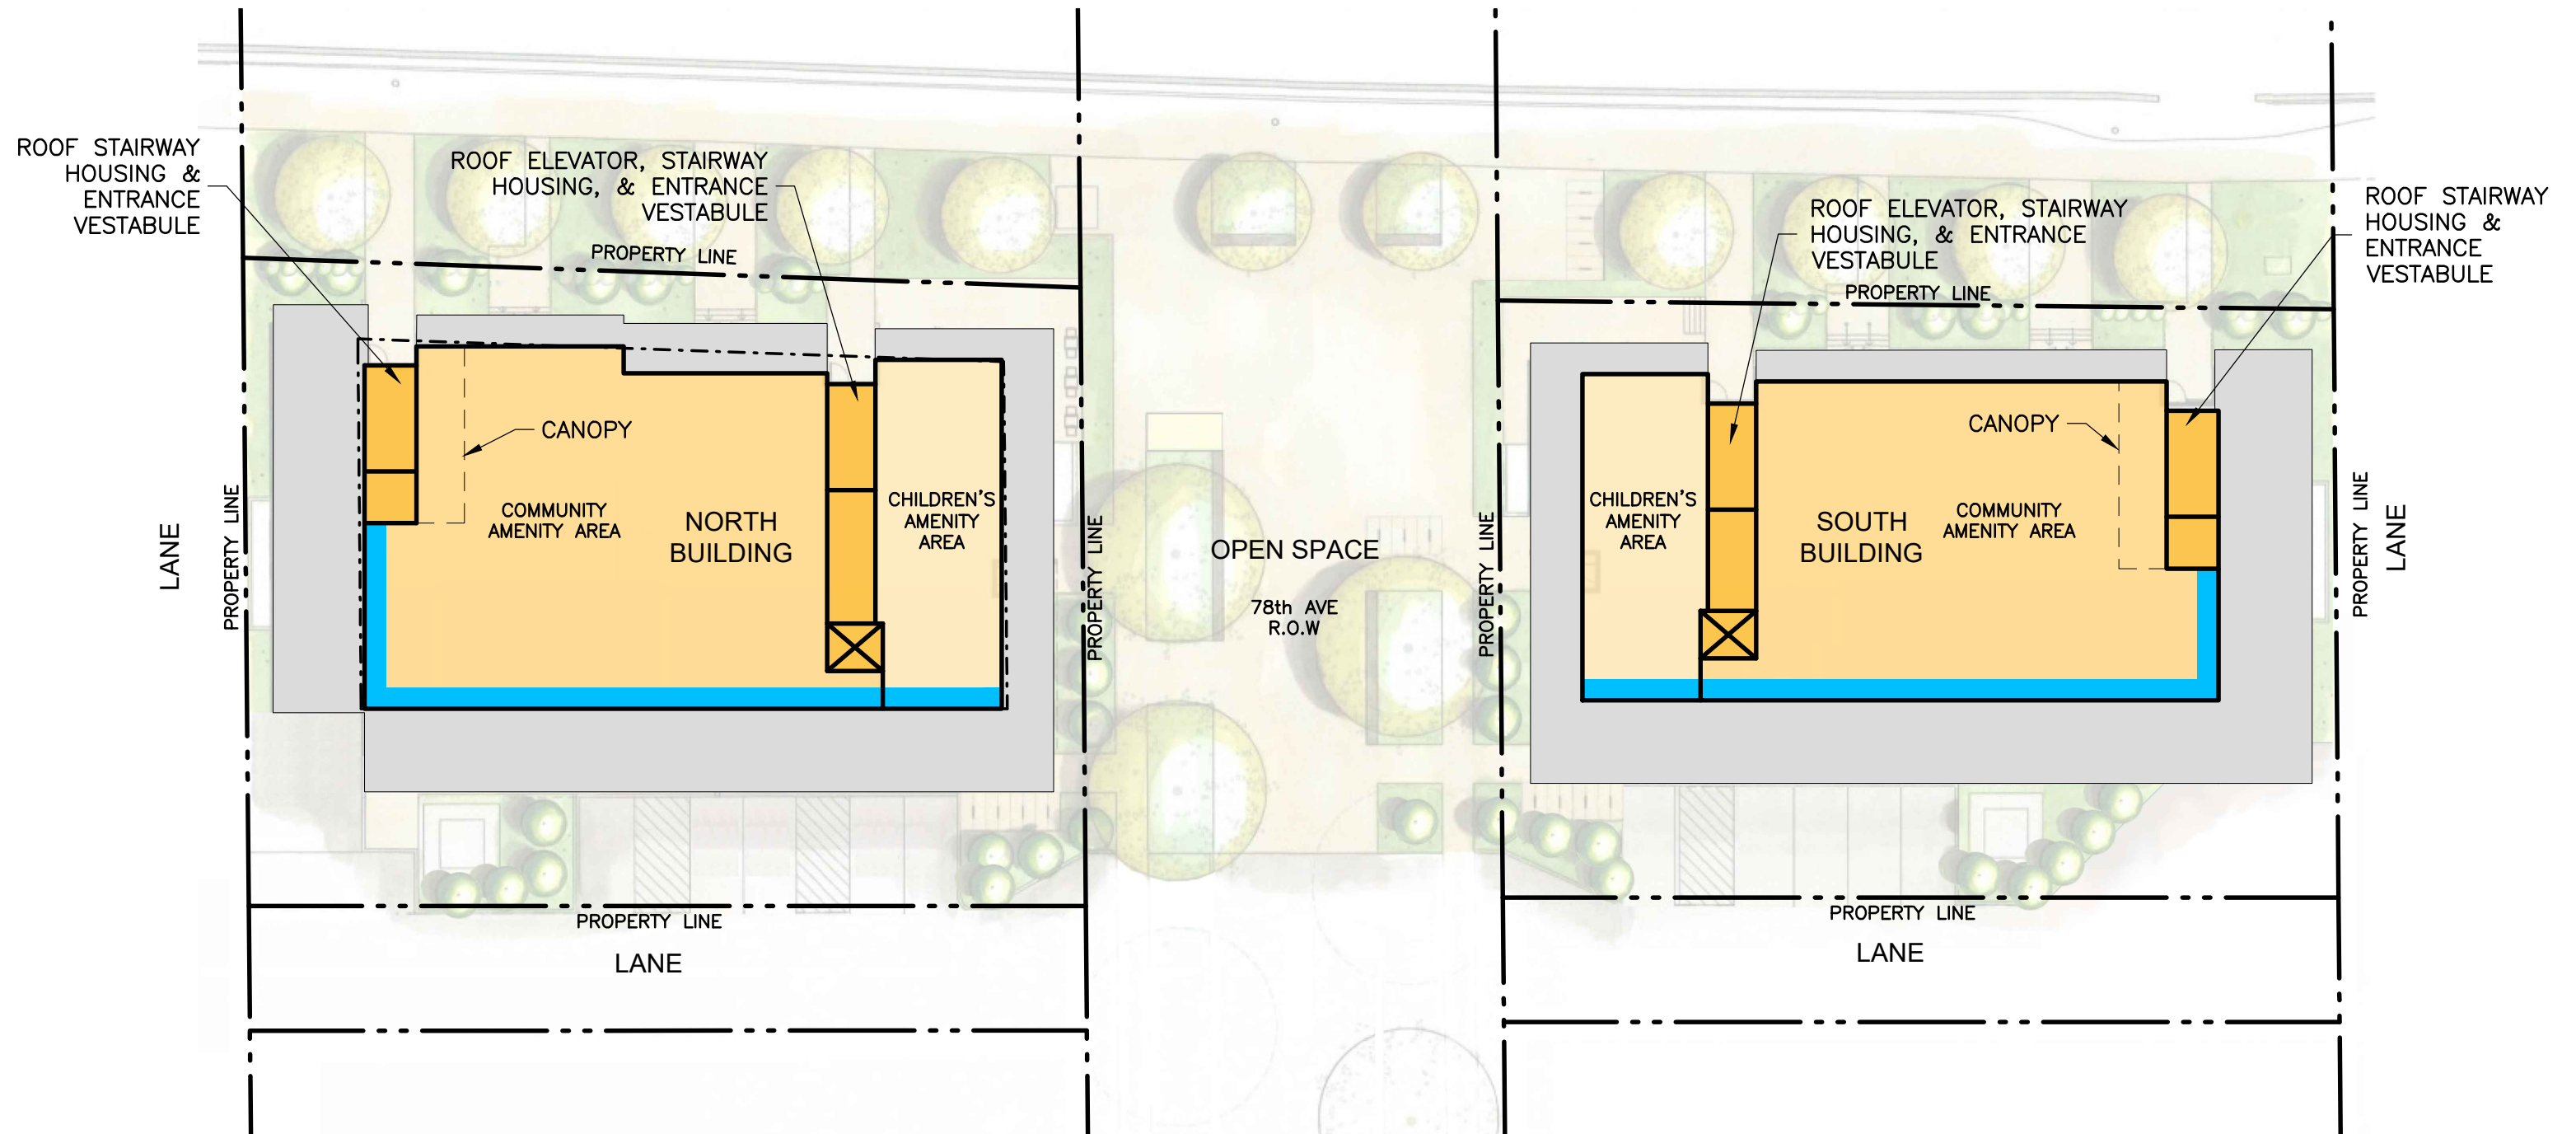 ROOF STAIRWAY
HOUSING &
ENTRANCE
VESTABULE
ROOF ELEVATOR, STAIRWAY
HOUSING, & ENTRANCE
VESTABULE
PROPERTY LINE
ROOF ELEVATOR, STAIRWAY
HOUSING, & ENTRANCE
VESTABULE
PROPERTY LINE
ROOF STAIRWAY
HOUSING &
ENTRANCE
VESTABULE
LANE
PROPERTY LINE
CANOPY
COMMUNITY
AMENITY AREA
NORTH
BUILDING
CHILDREN'S
AMENITY
AREA
PROPERTY LINE
OPEN SPACE
78th AVE
R.O.W
PROPERTY LINE
CHILDREN'S
AMENITY
AREA
SOUTH
BUILDING
CANOPY
COMMUNITY
AMENITY AREA
PROPERTY LINE
LANE
PROPERTY LINE
LANE
PROPERTY LINE
LANE